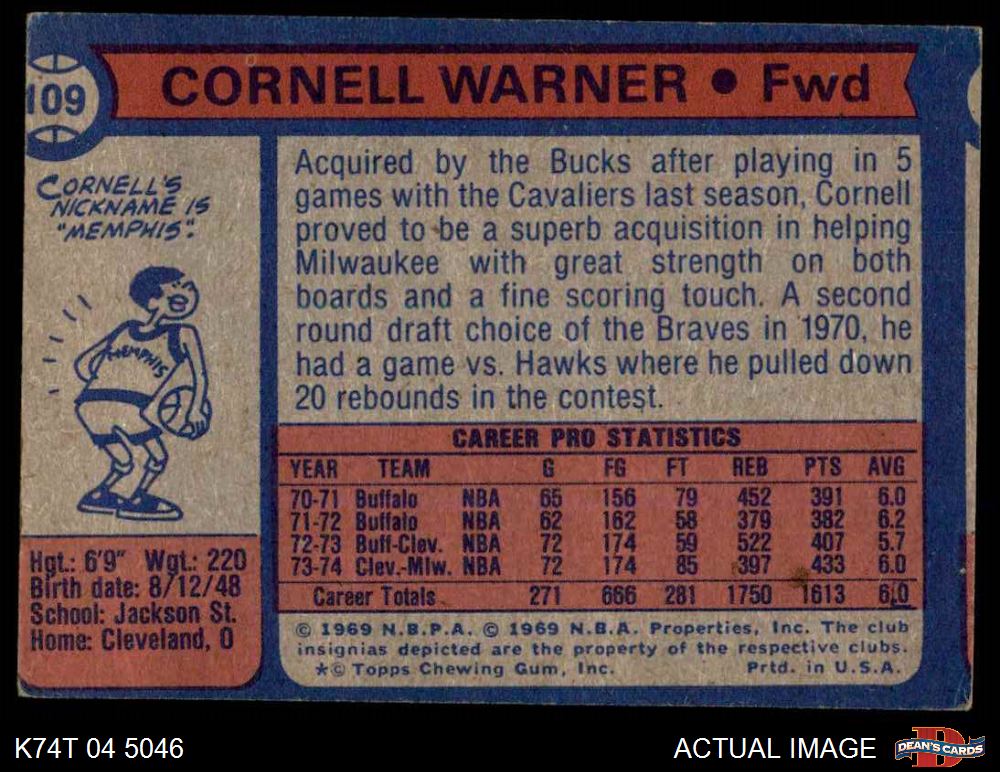 109
CORNELL WARNER • Fwd
CORNELL'S
NICKNAME IS
"MEMPHIS".
MEMPHIS
Acquired by the Bucks after playing in 5
games with the Cavaliers last season, Cornell
proved to be a superb acquisition in helping
Milwaukee with great strength on both
boards and a fine scoring touch. A second
round draft choice of the Braves in 1970, he
had a game vs. Hawks where he pulled down
20 rebounds in the contest.
CAREER PRO STATISTICS
YEAR TEAM G FG FT REB PTS AVG
70-71 Buffalo NBA 65 156 79 452 391 6.0
71-72 Buffalo NBA 62 162 58 379 382 6.2
72-73 Buff-Clev. NBA 72 174 59 522 407 5.7
73-74 Clev.-Mlw. NBA 72 174 85 397 433 6.0
Career Totals 271 666 281 1750 1613 6.0
Hgt.: 6'9" Wgt.: 220
Birth date: 8/12/48
School: Jackson St.
Home: Cleveland, O
© 1969 N.B.P.A. © 1969 N.B.A. Properties, Inc. The club
insignias depicted are the property of the respective clubs.
*© Topps Chewing Gum, Inc. Prtd. in U.S.A.
K74T 04 5046
ACTUAL IMAGE
D
DEAN'S CARDS